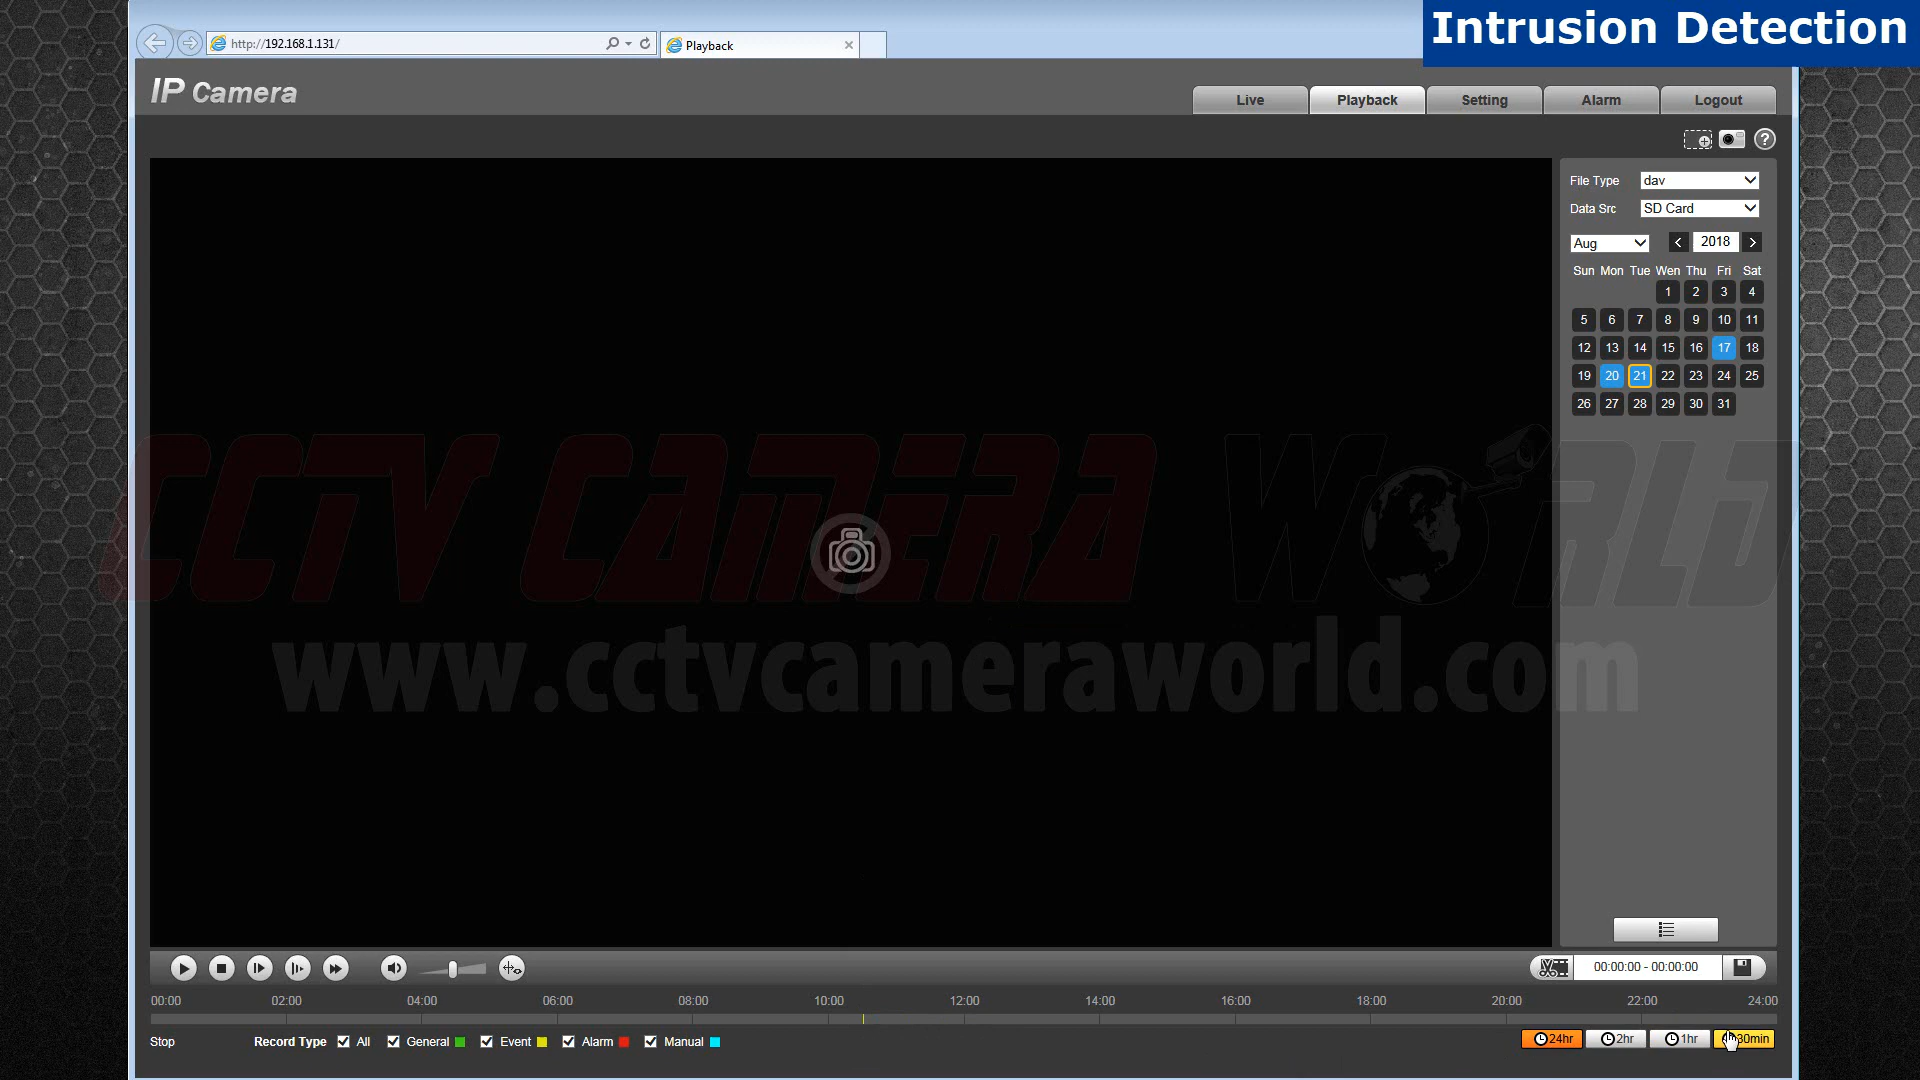 Intrusion Detection
http://192.168.1.131/
Playback
IP Camera
Live
Playback
Setting
Alarm
Logout
?
File Type dav
Data Src SD Card
Aug 2018
Sun Mon Tue Wen Thu Fri Sat
1 2 3 4
5 6 7 8 9 10 11
12 13 14 15 16 17 18
19 20 21 22 23 24 25
26 27 28 29 30 31
CCTV CAMERA WORLD
www.cctvcameraworld.com
00:00:00 - 00:00:00
00:00 02:00 04:00 06:00 08:00 10:00 12:00 14:00 16:00 18:00 20:00 22:00 24:00
Stop Record Type All General Event Alarm Manual
24hr 2hr 1hr 30min